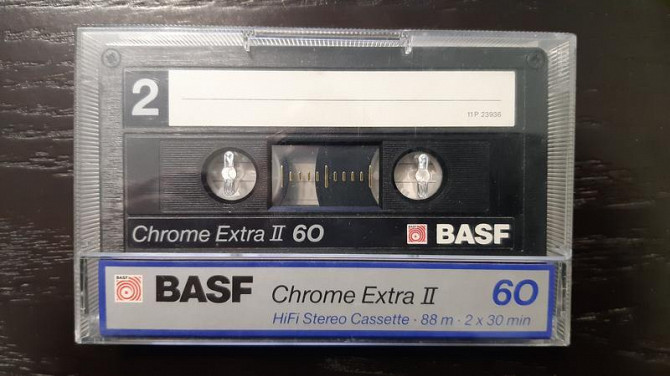 2
11 P 23936
Chrome Extra II 60
BASF
BASF
BASF Chrome Extra II 60
HiFi Stereo Cassette · 88 m · 2 x 30 min